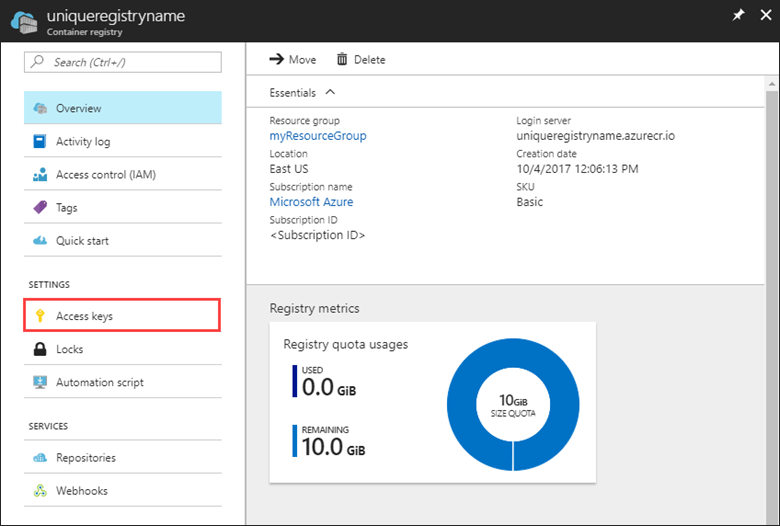 uniqueregistryname
Container registry
Search (Ctrl+/)
Overview
Activity log
Access control (IAM)
Tags
Quick start
SETTINGS
Access keys
Locks
Automation script
SERVICES
Repositories
Webhooks
Move Delete
Essentials
Resource group
myResourceGroup
Location
East US
Subscription name
Microsoft Azure
Subscription ID
<Subscription ID>
Login server
uniqueregistryname.azurecr.io
Creation date
10/4/2017 12:06:13 PM
SKU
Basic
Registry metrics
Registry quota usages
USED
0.0 GiB
REMAINING
10.0 GiB
10GiB
SIZE QUOTA